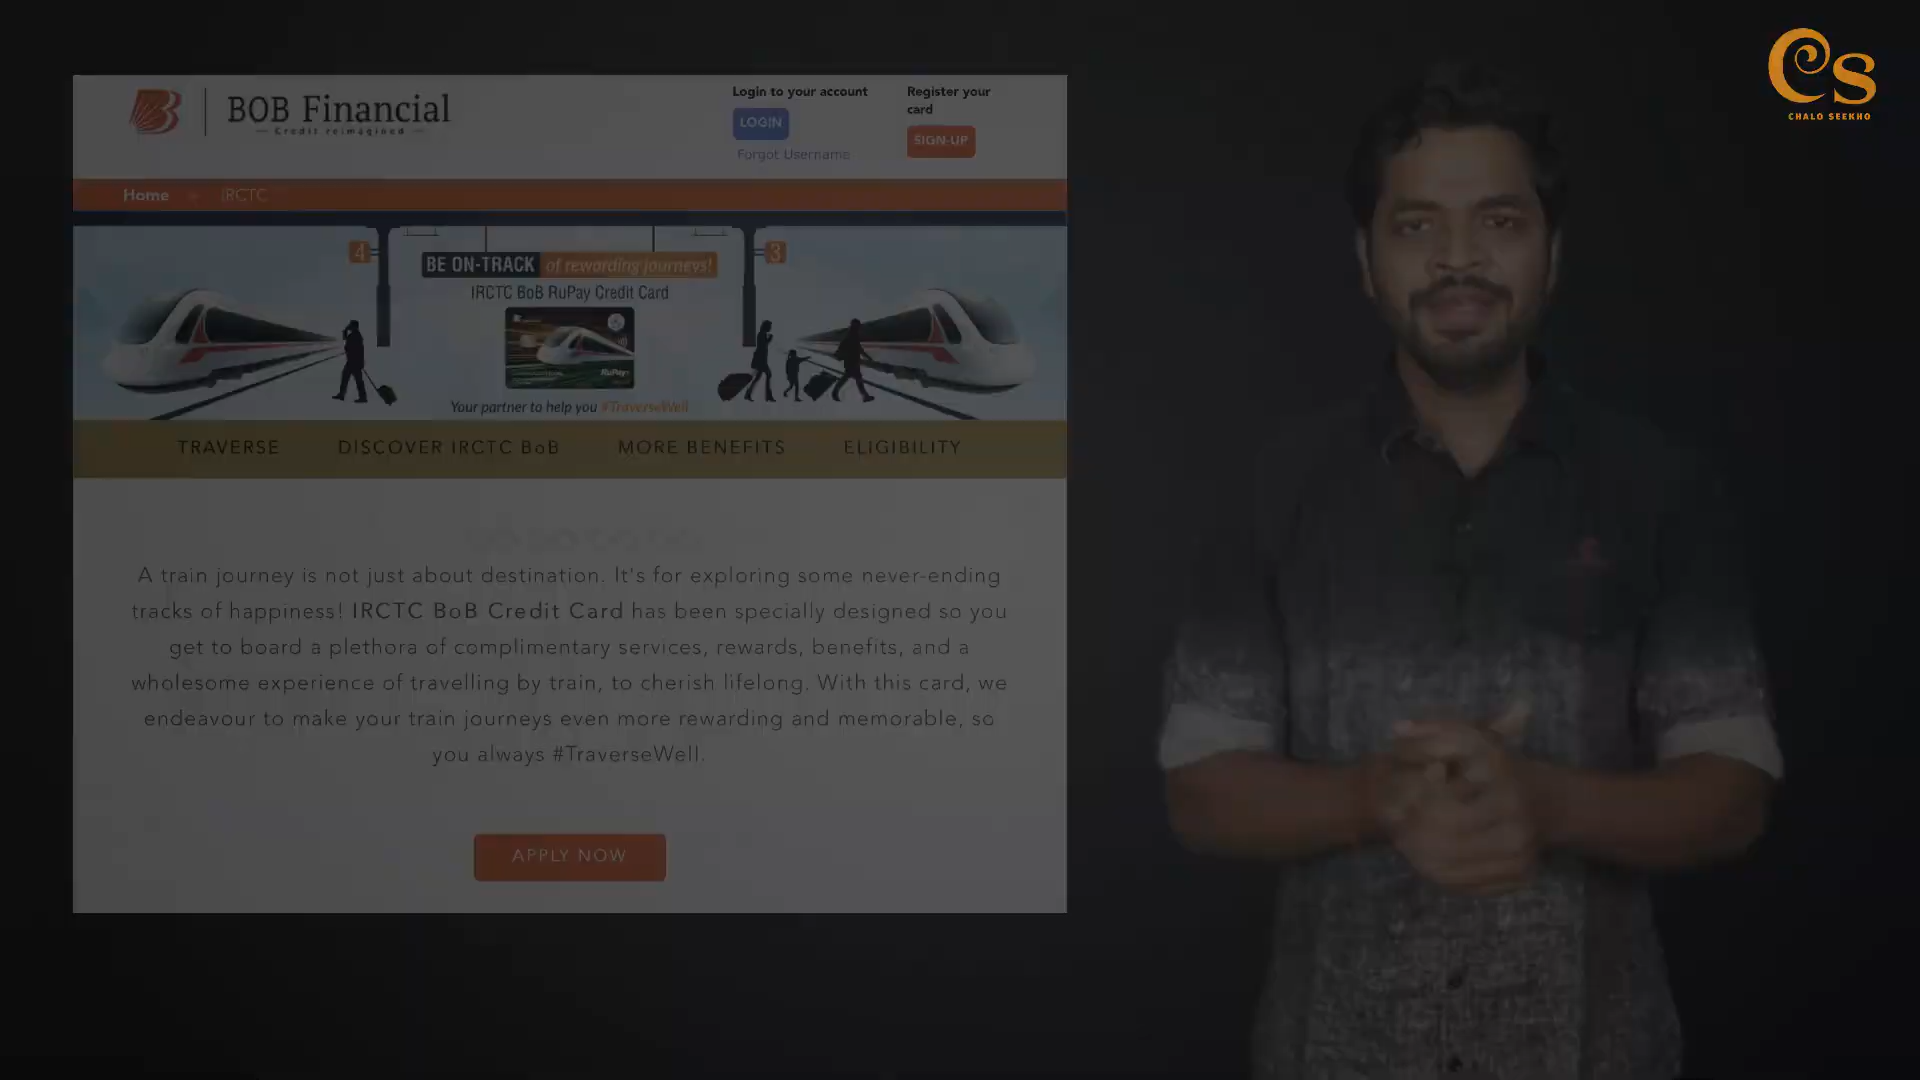 BOB Financial
Credit reimagined
Login to your account
LOGIN
Forgot Username
Register your
card
SIGN-UP
Home
IRCTC
4
3
BE ON-TRACK of rewarding journeys!
IRCTC BoB RuPay Credit Card
RuPay
Your partner to help you #TraverseWell
TRAVERSE
DISCOVER IRCTC BoB
MORE BENEFITS
ELIGIBILITY
A train journey is not just about destination. It's for exploring some never-ending
tracks of happiness! IRCTC BoB Credit Card has been specially designed so you
get to board a plethora of complimentary services, rewards, benefits, and a
wholesome experience of travelling by train, to cherish lifelong. With this card, we
endeavour to make your train journeys even more rewarding and memorable, so
you always #TraverseWell.
APPLY NOW
CS
CHALO SEEKHO